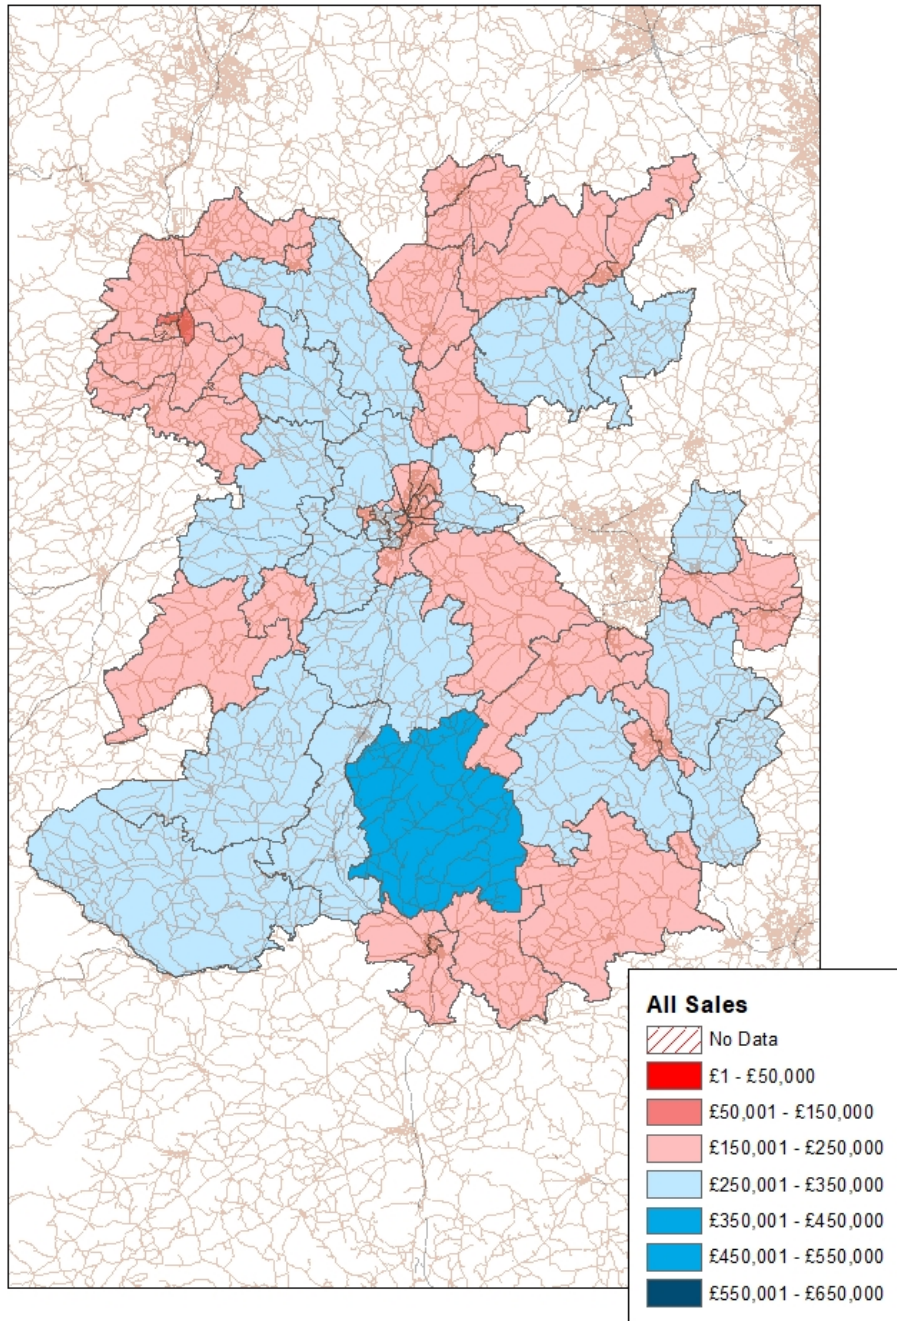 All Sales
No Data
£1 - £50,000
£50,001 - £150,000
£150,001 - £250,000
£250,001 - £350,000
£350,001 - £450,000
£450,001 - £550,000
£550,001 - £650,000